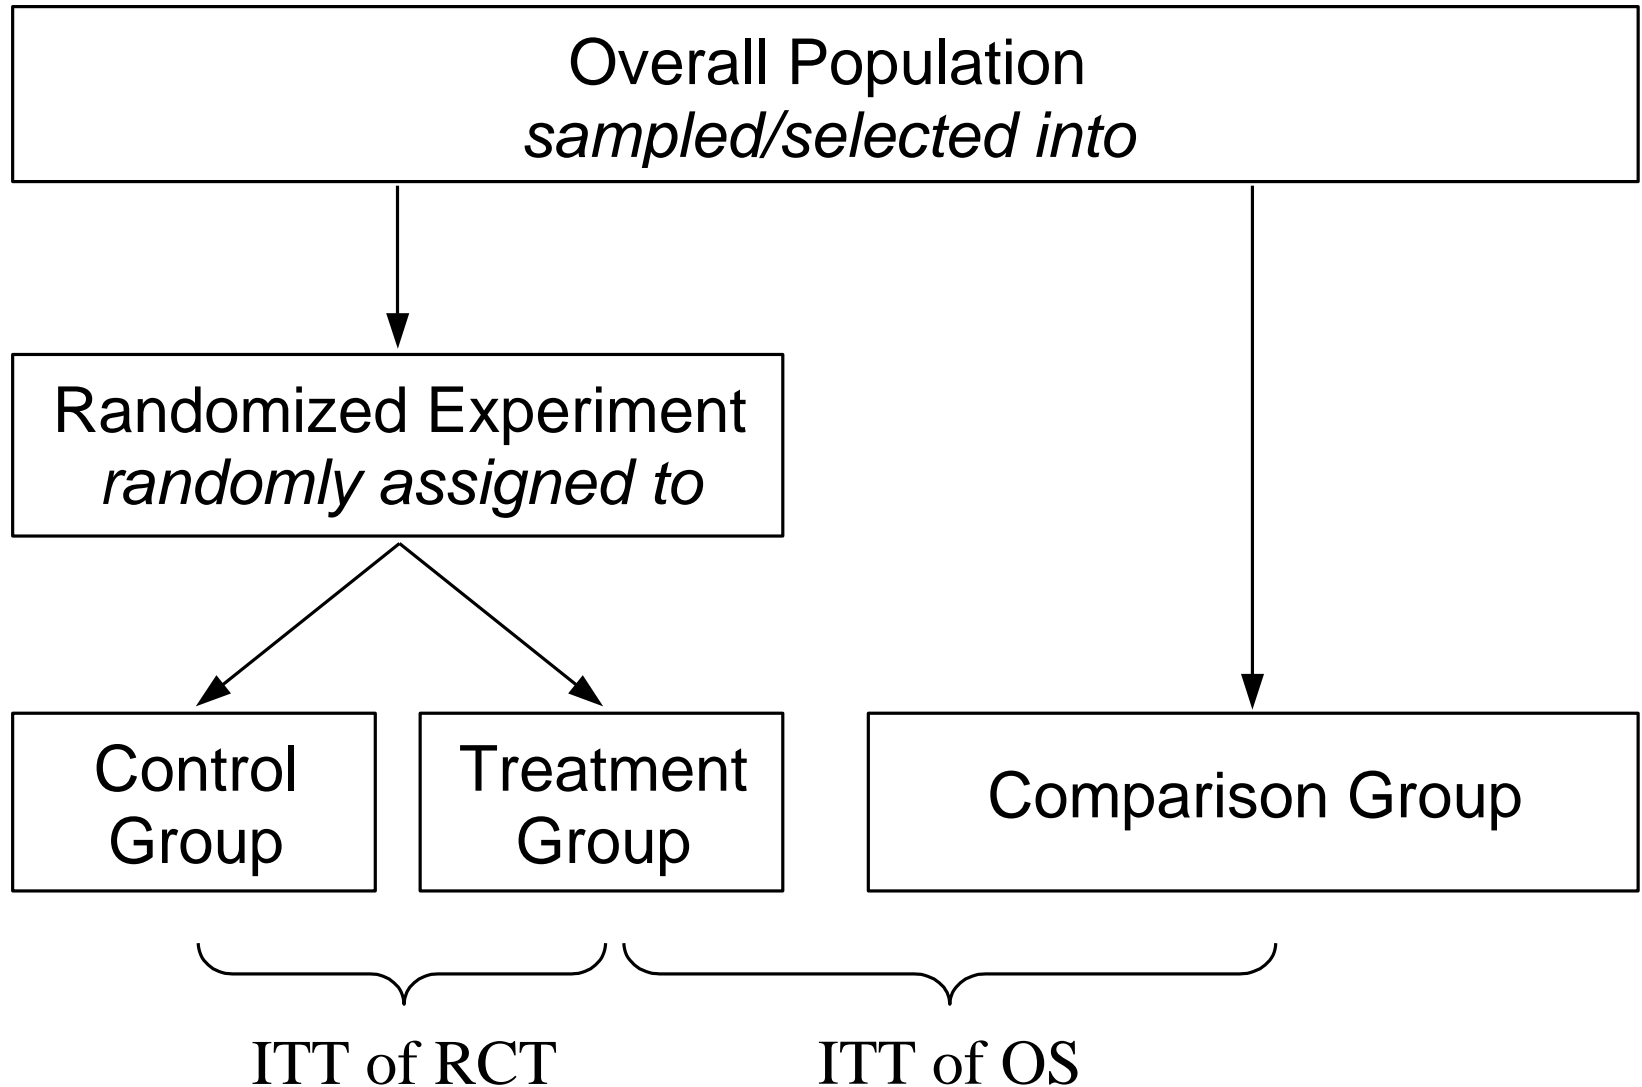 Overall Population
sampled/selected into
Randomized Experiment
randomly assigned to
Control
Group
Treatment
Group
Comparison Group
ITT of RCT
ITT of OS